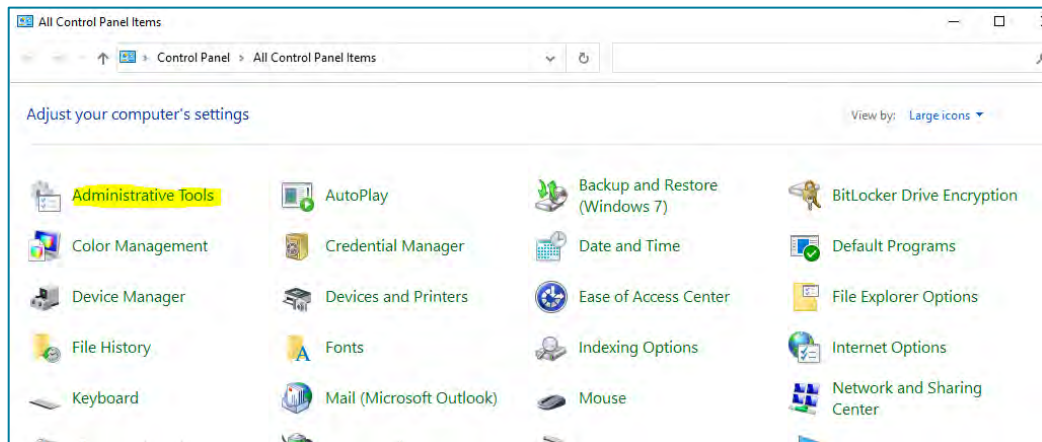 All Control Panel Items
Control Panel > All Control Panel Items
Adjust your computer's settings
View by: Large icons
Administrative Tools
AutoPlay
Backup and Restore
(Windows 7)
BitLocker Drive Encryption
Color Management
Credential Manager
Date and Time
Default Programs
Device Manager
Devices and Printers
Ease of Access Center
File Explorer Options
File History
Fonts
Indexing Options
Internet Options
Keyboard
Mail (Microsoft Outlook)
Mouse
Network and Sharing
Center